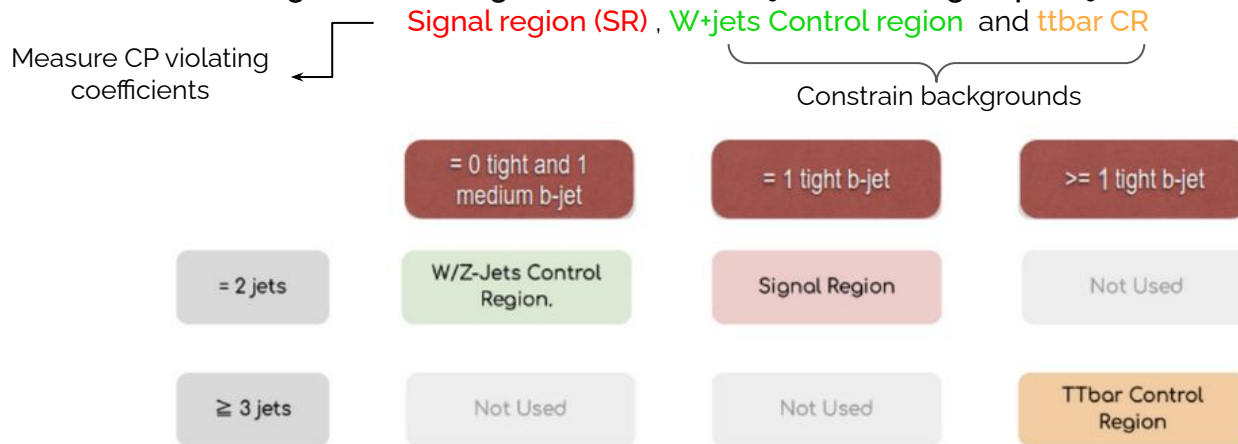 Signal region (SR) , W+jets Control region and ttbar CR
Measure CP violating
coefficients
Constrain backgrounds
= 0 tight and 1
medium b-jet
= 1 tight b-jet
>= 1 tight b-jet
= 2 jets
W/Z-Jets Control
Region.
Signal Region
Not Used
≧ 3 jets
Not Used
Not Used
TTbar Control
Region